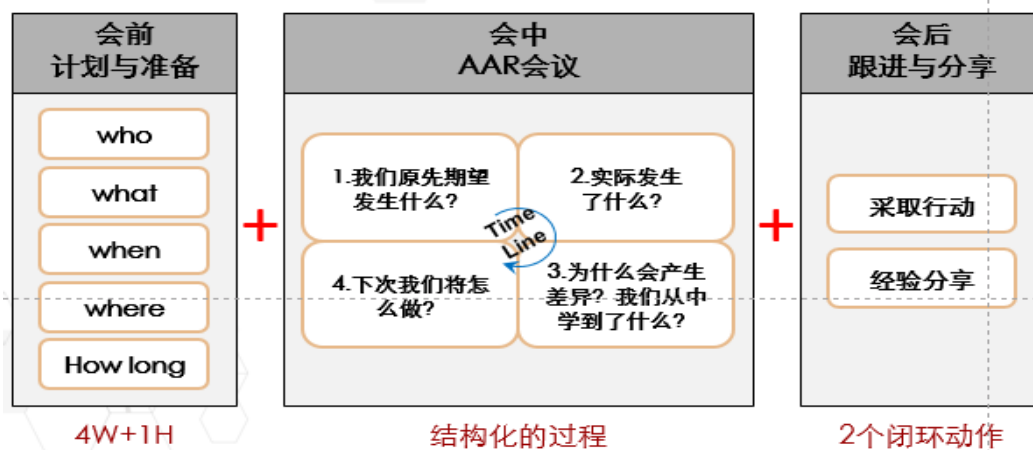 会前
计划与准备
who
what
when
where
How long
4W+1H
+
会中
AAR会议
1.我们原先期望
发生什么?
2.实际发生
了什么?
Time
Line
4.下次我们将怎
么做?
3.为什么会产生
差异? 我们从中
学到了什么?
结构化的过程
+
会后
跟进与分享
采取行动
经验分享
2个闭环动作